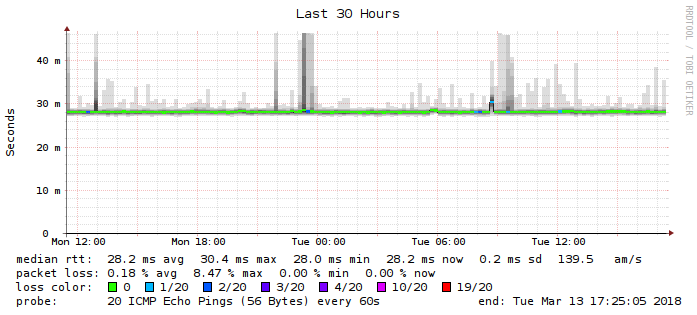 Last 30 Hours
RRDTOOL / TOBI OETIKER
Seconds
40 m
30 m
20 m
10 m
0
Mon 12:00 Mon 18:00 Tue 00:00 Tue 06:00 Tue 12:00
median rtt: 28.2 ms avg 30.4 ms max 28.0 ms min 28.2 ms now 0.2 ms sd 139.5 am/s
packet loss: 0.18 % avg 8.47 % max 0.00 % min 0.00 % now
loss color: 0 1/20 2/20 3/20 4/20 10/20 19/20
probe: 20 ICMP Echo Pings (56 Bytes) every 60s end: Tue Mar 13 17:25:05 2018